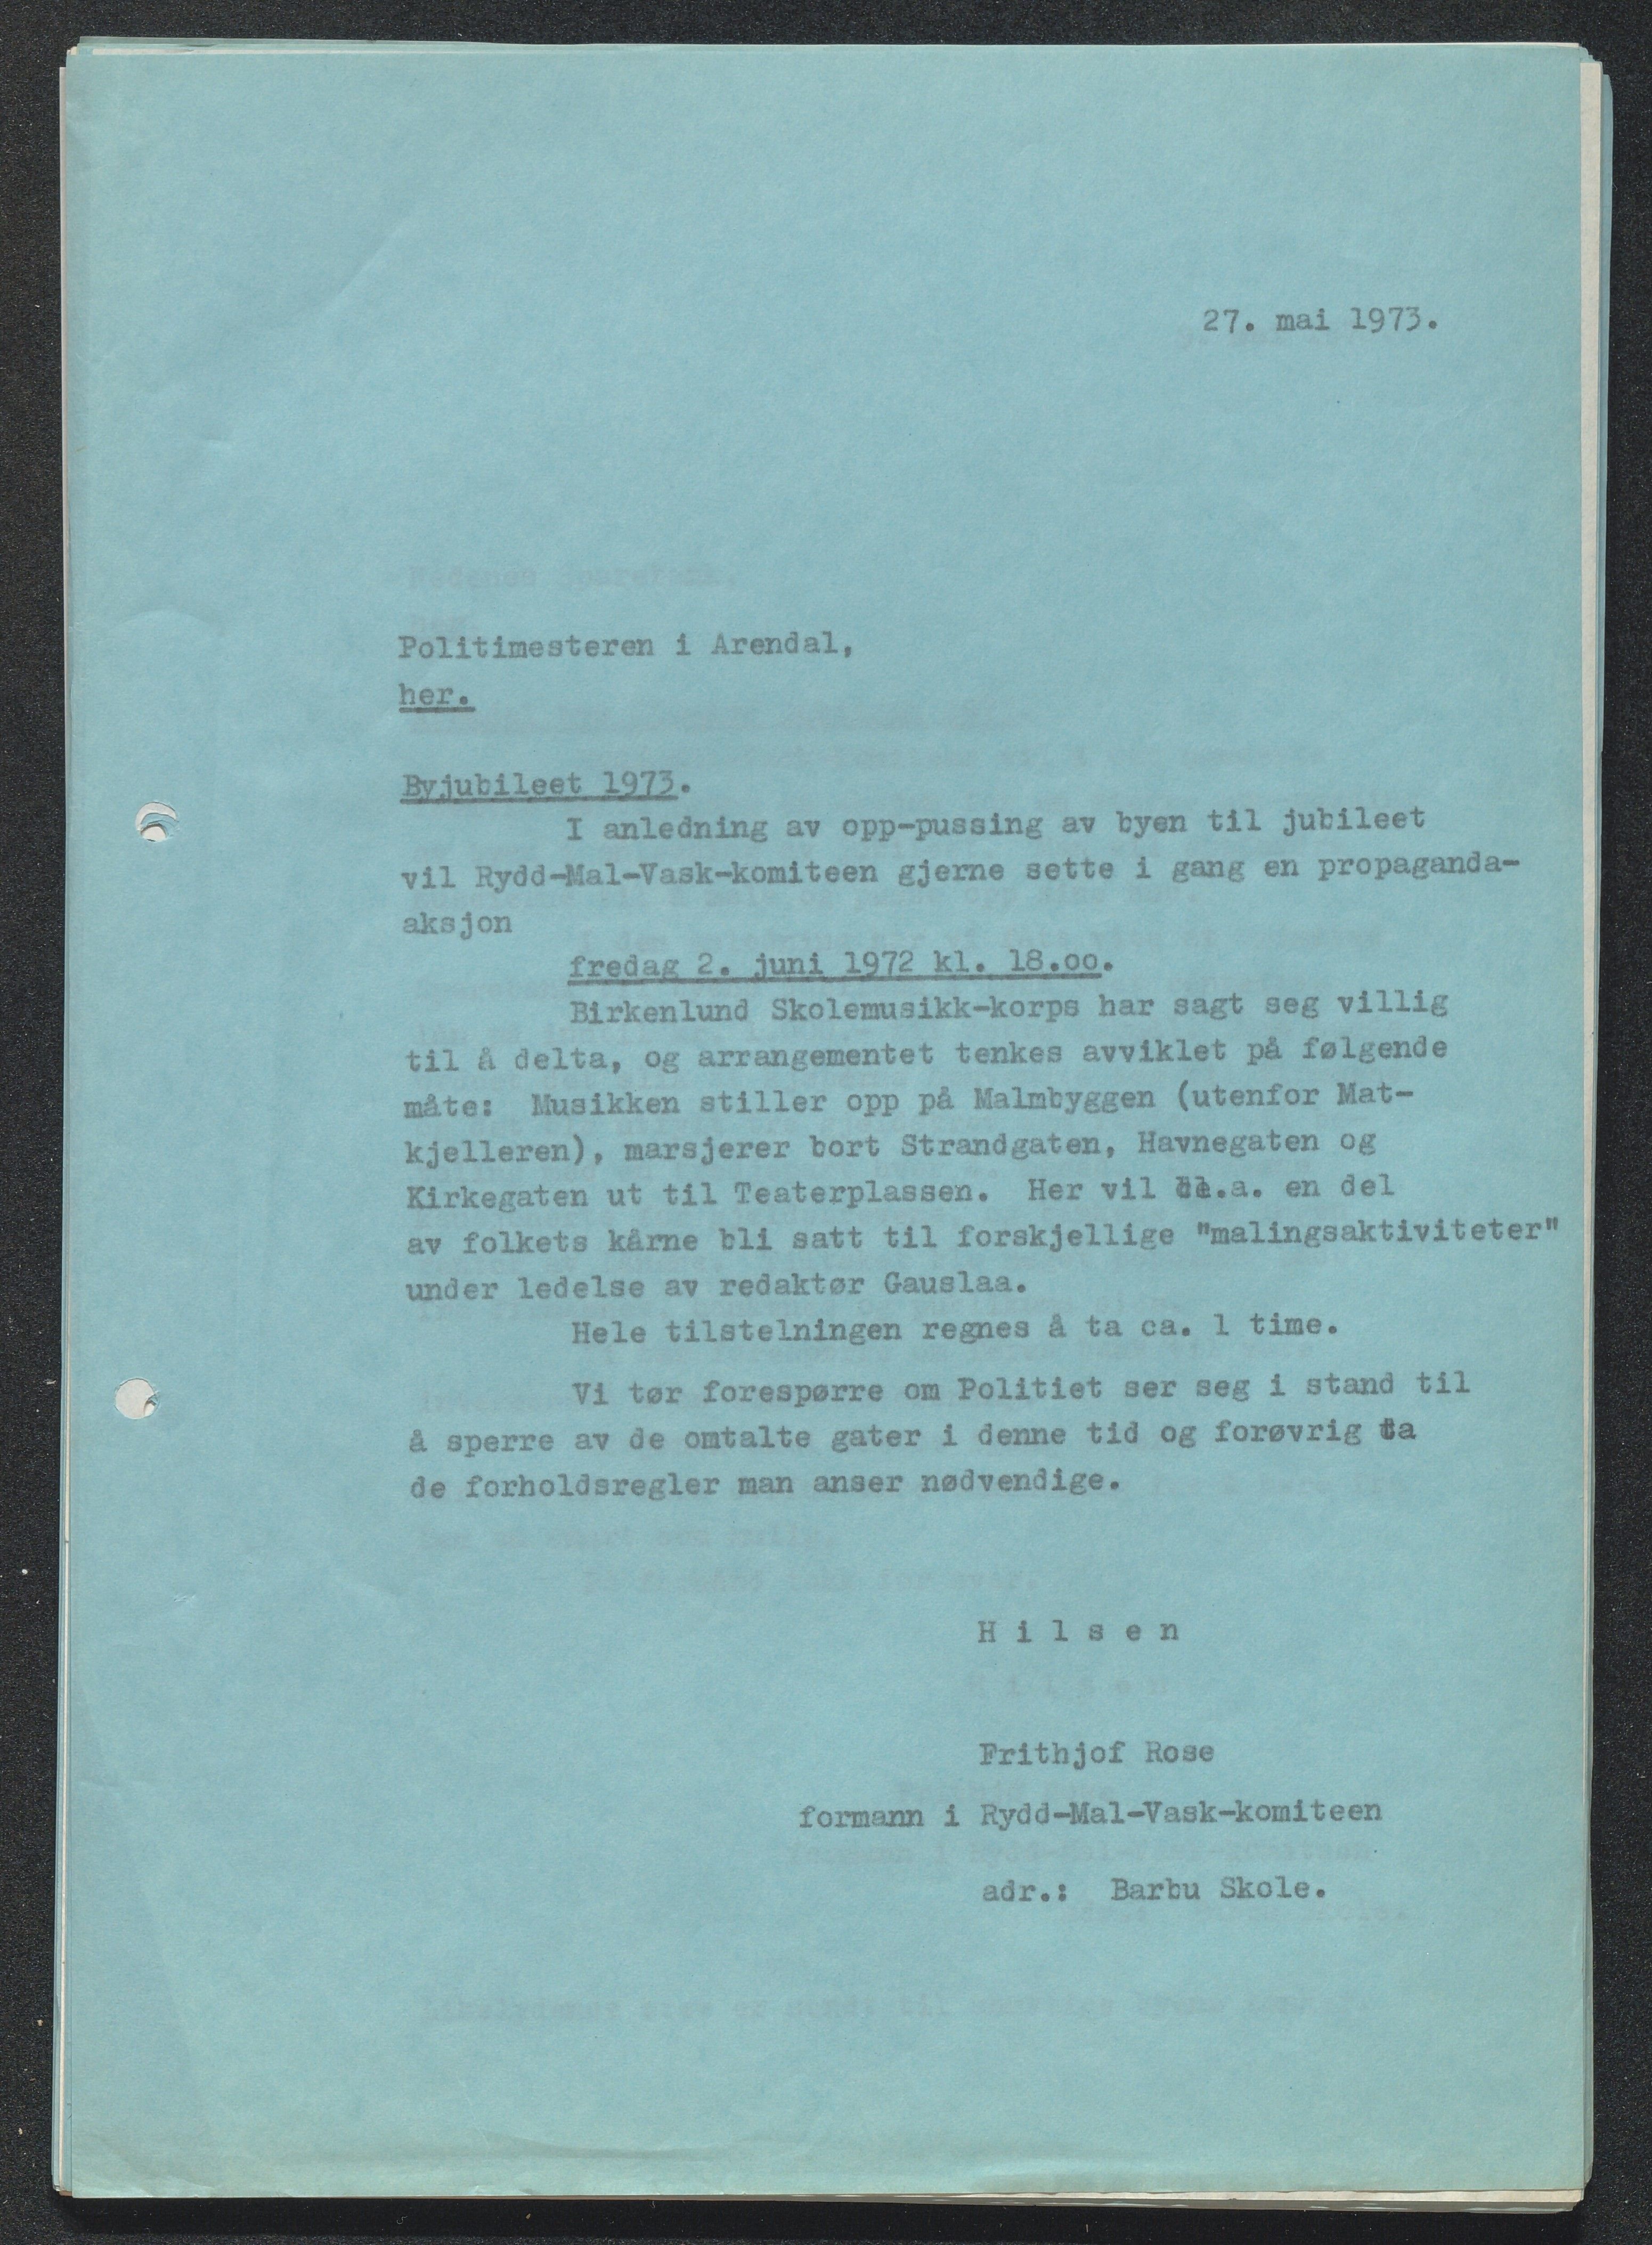 27. mai 1973.
Politimesteren i Arendal,
her.
Byjubileet 1973.
I anledning av opp-pussing av byen til jubileet
vil Rydd-Mal-Vask-komiteen gjerne sette i gang en propaganda-
aksjon
fredag 2. juni 1972 kl. 18.oo.
Birkenlund Skolemusikk-korps har sagt seg villig
til å delta, og arrangementet tenkes avviklet på følgende
måte: Musikken stiller opp på Malmbyggen (utenfor Mat-
kjelleren), marsjerer bort Strandgaten, Havnegaten og
Kirkegaten ut til Teaterplassen. Her vil bl.a. en del
av folkets kårne bli satt til forskjellige "malingsaktiviteter"
under ledelse av redaktør Gauslaa.
Hele tilstelningen regnes å ta ca. 1 time.
Vi tør forespørre om Politiet ser seg i stand til
å sperre av de omtalte gater i denne tid og forøvrig ta
de forholdsregler man anser nødvendige.
H i l s e n
Frithjof Rose
formann i Rydd-Mal-Vask-komiteen
adr.: Barbu Skole.